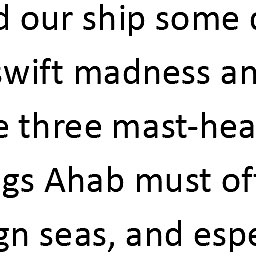 d our ship some
swift madness an
e three mast-hea
gs Ahab must of
gn seas, and espe